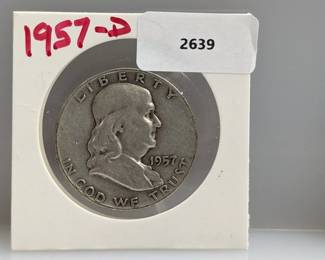 1957-D
2639
LIBERTY
1957
IN GOD WE TRUST